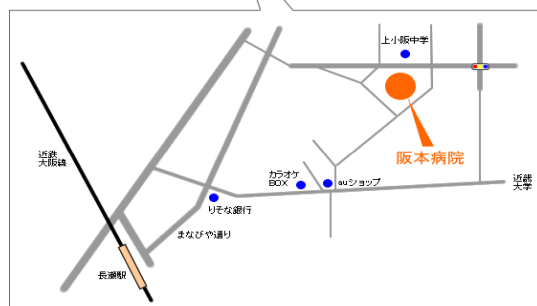 上小阪中学
近鉄
大阪線
阪本病院
カラオケ
BOX
auショップ
近畿
大学
りそな銀行
まなびや通り
長瀬駅